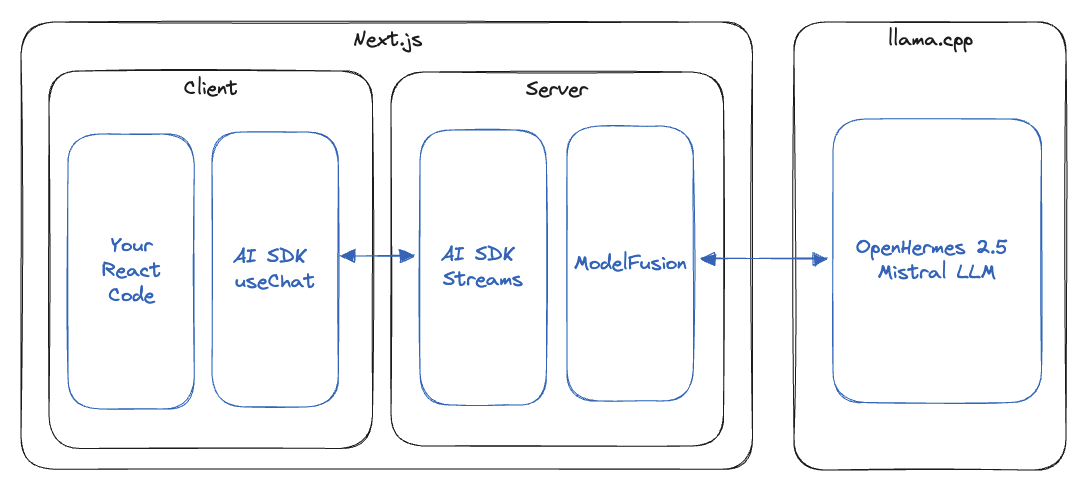 Next.js
Client
Your
React
Code
AI SDK
useChat
Server
AI SDK
Streams
ModelFusion
llama.cpp
OpenHermes 2.5
Mistral LLM